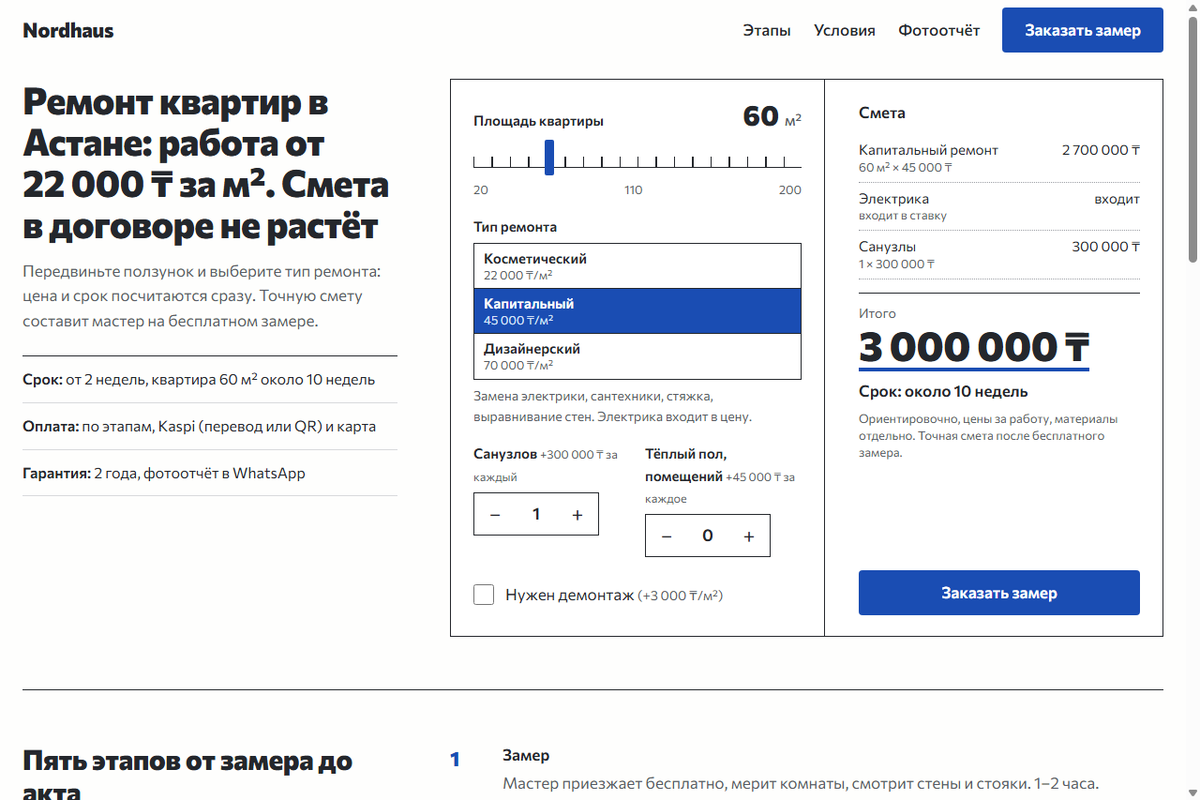 Nordhaus
Этапы
Условия
Фотоотчёт
Заказать замер
Ремонт квартир в
Астане: работа от
22 000 ₸ за м². Смета
в договоре не растёт
Передвиньте ползунок и выберите тип ремонта:
цена и срок посчитаются сразу. Точную смету
составит мастер на бесплатном замере.
Срок: от 2 недель, квартира 60 м² около 10 недель
Оплата: по этапам, Kaspi (перевод или QR) и карта
Гарантия: 2 года, фотоотчёт в WhatsApp
Площадь квартиры
60 м²
20
110
200
Тип ремонта
Косметический
22 000 ₸/м²
Капитальный
45 000 ₸/м²
Дизайнерский
70 000 ₸/м²
Замена электрики, сантехники, стяжка,
выравнивание стен. Электрика входит в цену.
Санузлов +300 000 ₸ за
каждый
− 1 +
Тёплый пол,
помещений +45 000 ₸ за
каждое
− 0 +
Нужен демонтаж (+3 000 ₸/м²)
Смета
Капитальный ремонт 2 700 000 ₸
60 м² × 45 000 ₸
Электрика входит
входит в ставку
Санузлы 300 000 ₸
1 × 300 000 ₸
Итого
3 000 000 ₸
Срок: около 10 недель
Ориентировочно, цены за работу, материалы
отдельно. Точная смета после бесплатного
замера.
Заказать замер
Пять этапов от замера до
акта
1
Замер
Мастер приезжает бесплатно, мерит комнаты, смотрит стены и стояки. 1–2 часа.